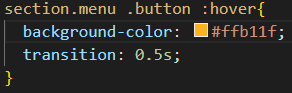 section.menu .button :hover{
background-color: #ffb11f;
transition: 0.5s;
}